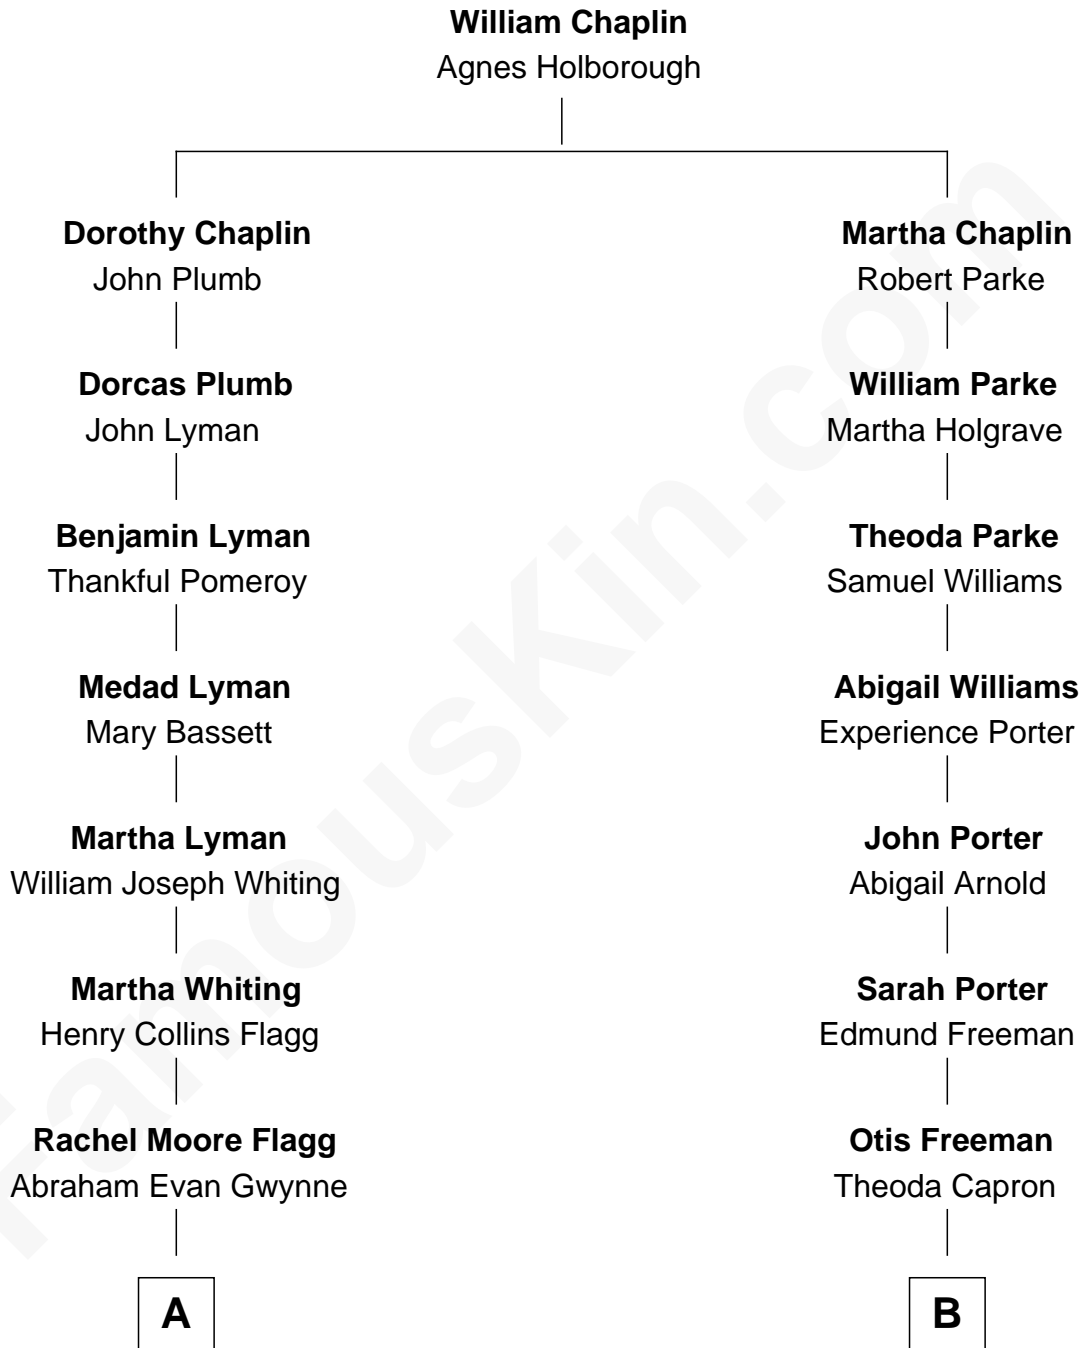 William Chaplin
Agnes Holborough
Dorothy Chaplin
John Plumb
Martha Chaplin
Robert Parke
Dorcas Plumb
John Lyman
William Parke
Martha Holgrave
Benjamin Lyman
Thankful Pomeroy
Theoda Parke
Samuel Williams
Medad Lyman
Mary Bassett
Abigail Williams
Experience Porter
Martha Lyman
William Joseph Whiting
John Porter
Abigail Arnold
Martha Whiting
Henry Collins Flagg
Sarah Porter
Edmund Freeman
Rachel Moore Flagg
Abraham Evan Gwynne
Otis Freeman
Theoda Capron
A
B
FamousKin.com